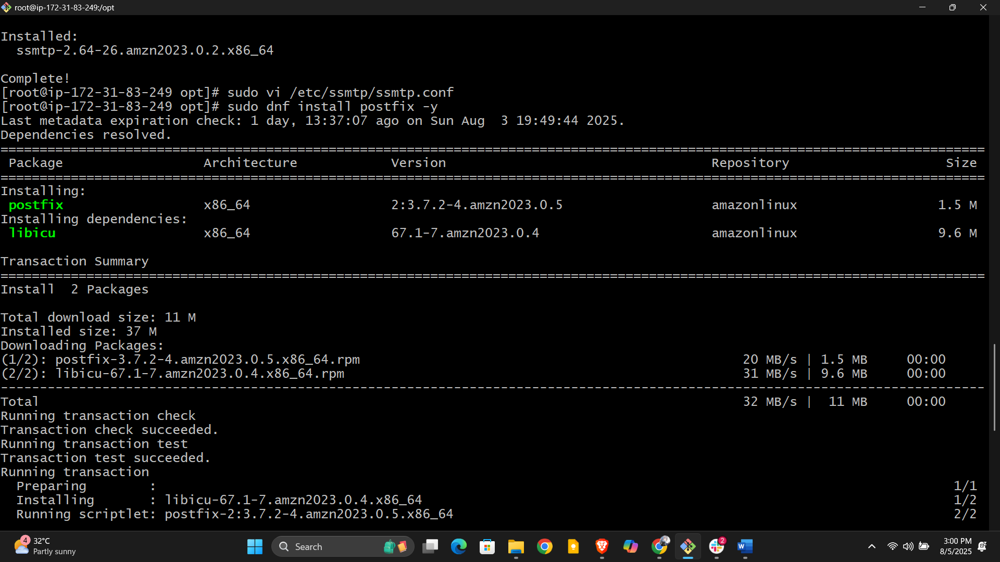 root@ip-172-31-83-249:/opt
Installed:
  ssmtp-2.64-26.amzn2023.0.2.x86_64
Complete!
[root@ip-172-31-83-249 opt]# sudo vi /etc/ssmtp/ssmtp.conf
[root@ip-172-31-83-249 opt]# sudo dnf install postfix -y
Last metadata expiration check: 1 day, 13:37:07 ago on Sun Aug  3 19:49:44 2025.
Dependencies resolved.
================================================================================
 Package    Architecture    Version    Repository    Size
================================================================================
Installing:
 postfix    x86_64    2:3.7.2-4.amzn2023.0.5    amazonlinux    1.5 M
Installing dependencies:
 libicu    x86_64    67.1-7.amzn2023.0.4    amazonlinux    9.6 M
Transaction Summary
================================================================================
Install  2 Packages
Total download size: 11 M
Installed size: 37 M
Downloading Packages:
(1/2): postfix-3.7.2-4.amzn2023.0.5.x86_64.rpm    20 MB/s | 1.5 MB    00:00
(2/2): libicu-67.1-7.amzn2023.0.4.x86_64.rpm    31 MB/s | 9.6 MB    00:00
--------------------------------------------------------------------------------
Total    32 MB/s |  11 MB    00:00
Running transaction check
Transaction check succeeded.
Running transaction test
Transaction test succeeded.
Running transaction
  Preparing        :    1/1
  Installing       : libicu-67.1-7.amzn2023.0.4.x86_64    1/2
  Running scriptlet: postfix-2:3.7.2-4.amzn2023.0.5.x86_64    2/2
4
32°C
Partly sunny
Search
2
W
3:00 PM
8/5/2025